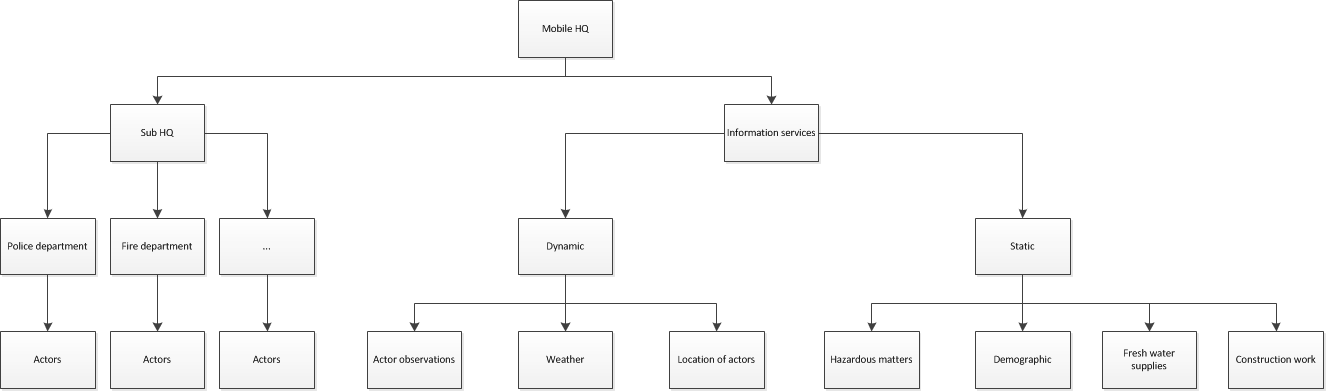 Mobile HQ
Sub HQ
Information services
Police department
Fire department
...
Dynamic
Static
Actors
Actors
Actors
Actor observations
Weather
Location of actors
Hazardous matters
Demographic
Fresh water
supplies
Construction work